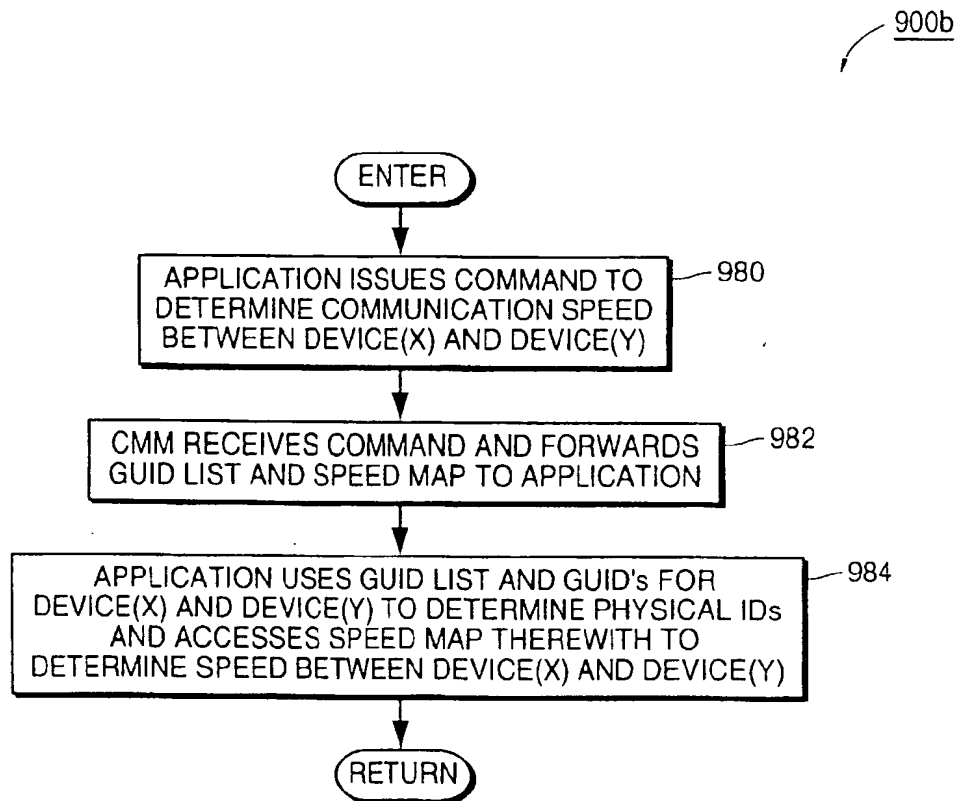 900b
ENTER
APPLICATION ISSUES COMMAND TO
DETERMINE COMMUNICATION SPEED
BETWEEN DEVICE(X) AND DEVICE(Y)
980
CMM RECEIVES COMMAND AND FORWARDS
GUID LIST AND SPEED MAP TO APPLICATION
982
APPLICATION USES GUID LIST AND GUID's FOR
DEVICE(X) AND DEVICE(Y) TO DETERMINE PHYSICAL IDs
AND ACCESSES SPEED MAP THEREWITH TO
DETERMINE SPEED BETWEEN DEVICE(X) AND DEVICE(Y)
984
RETURN